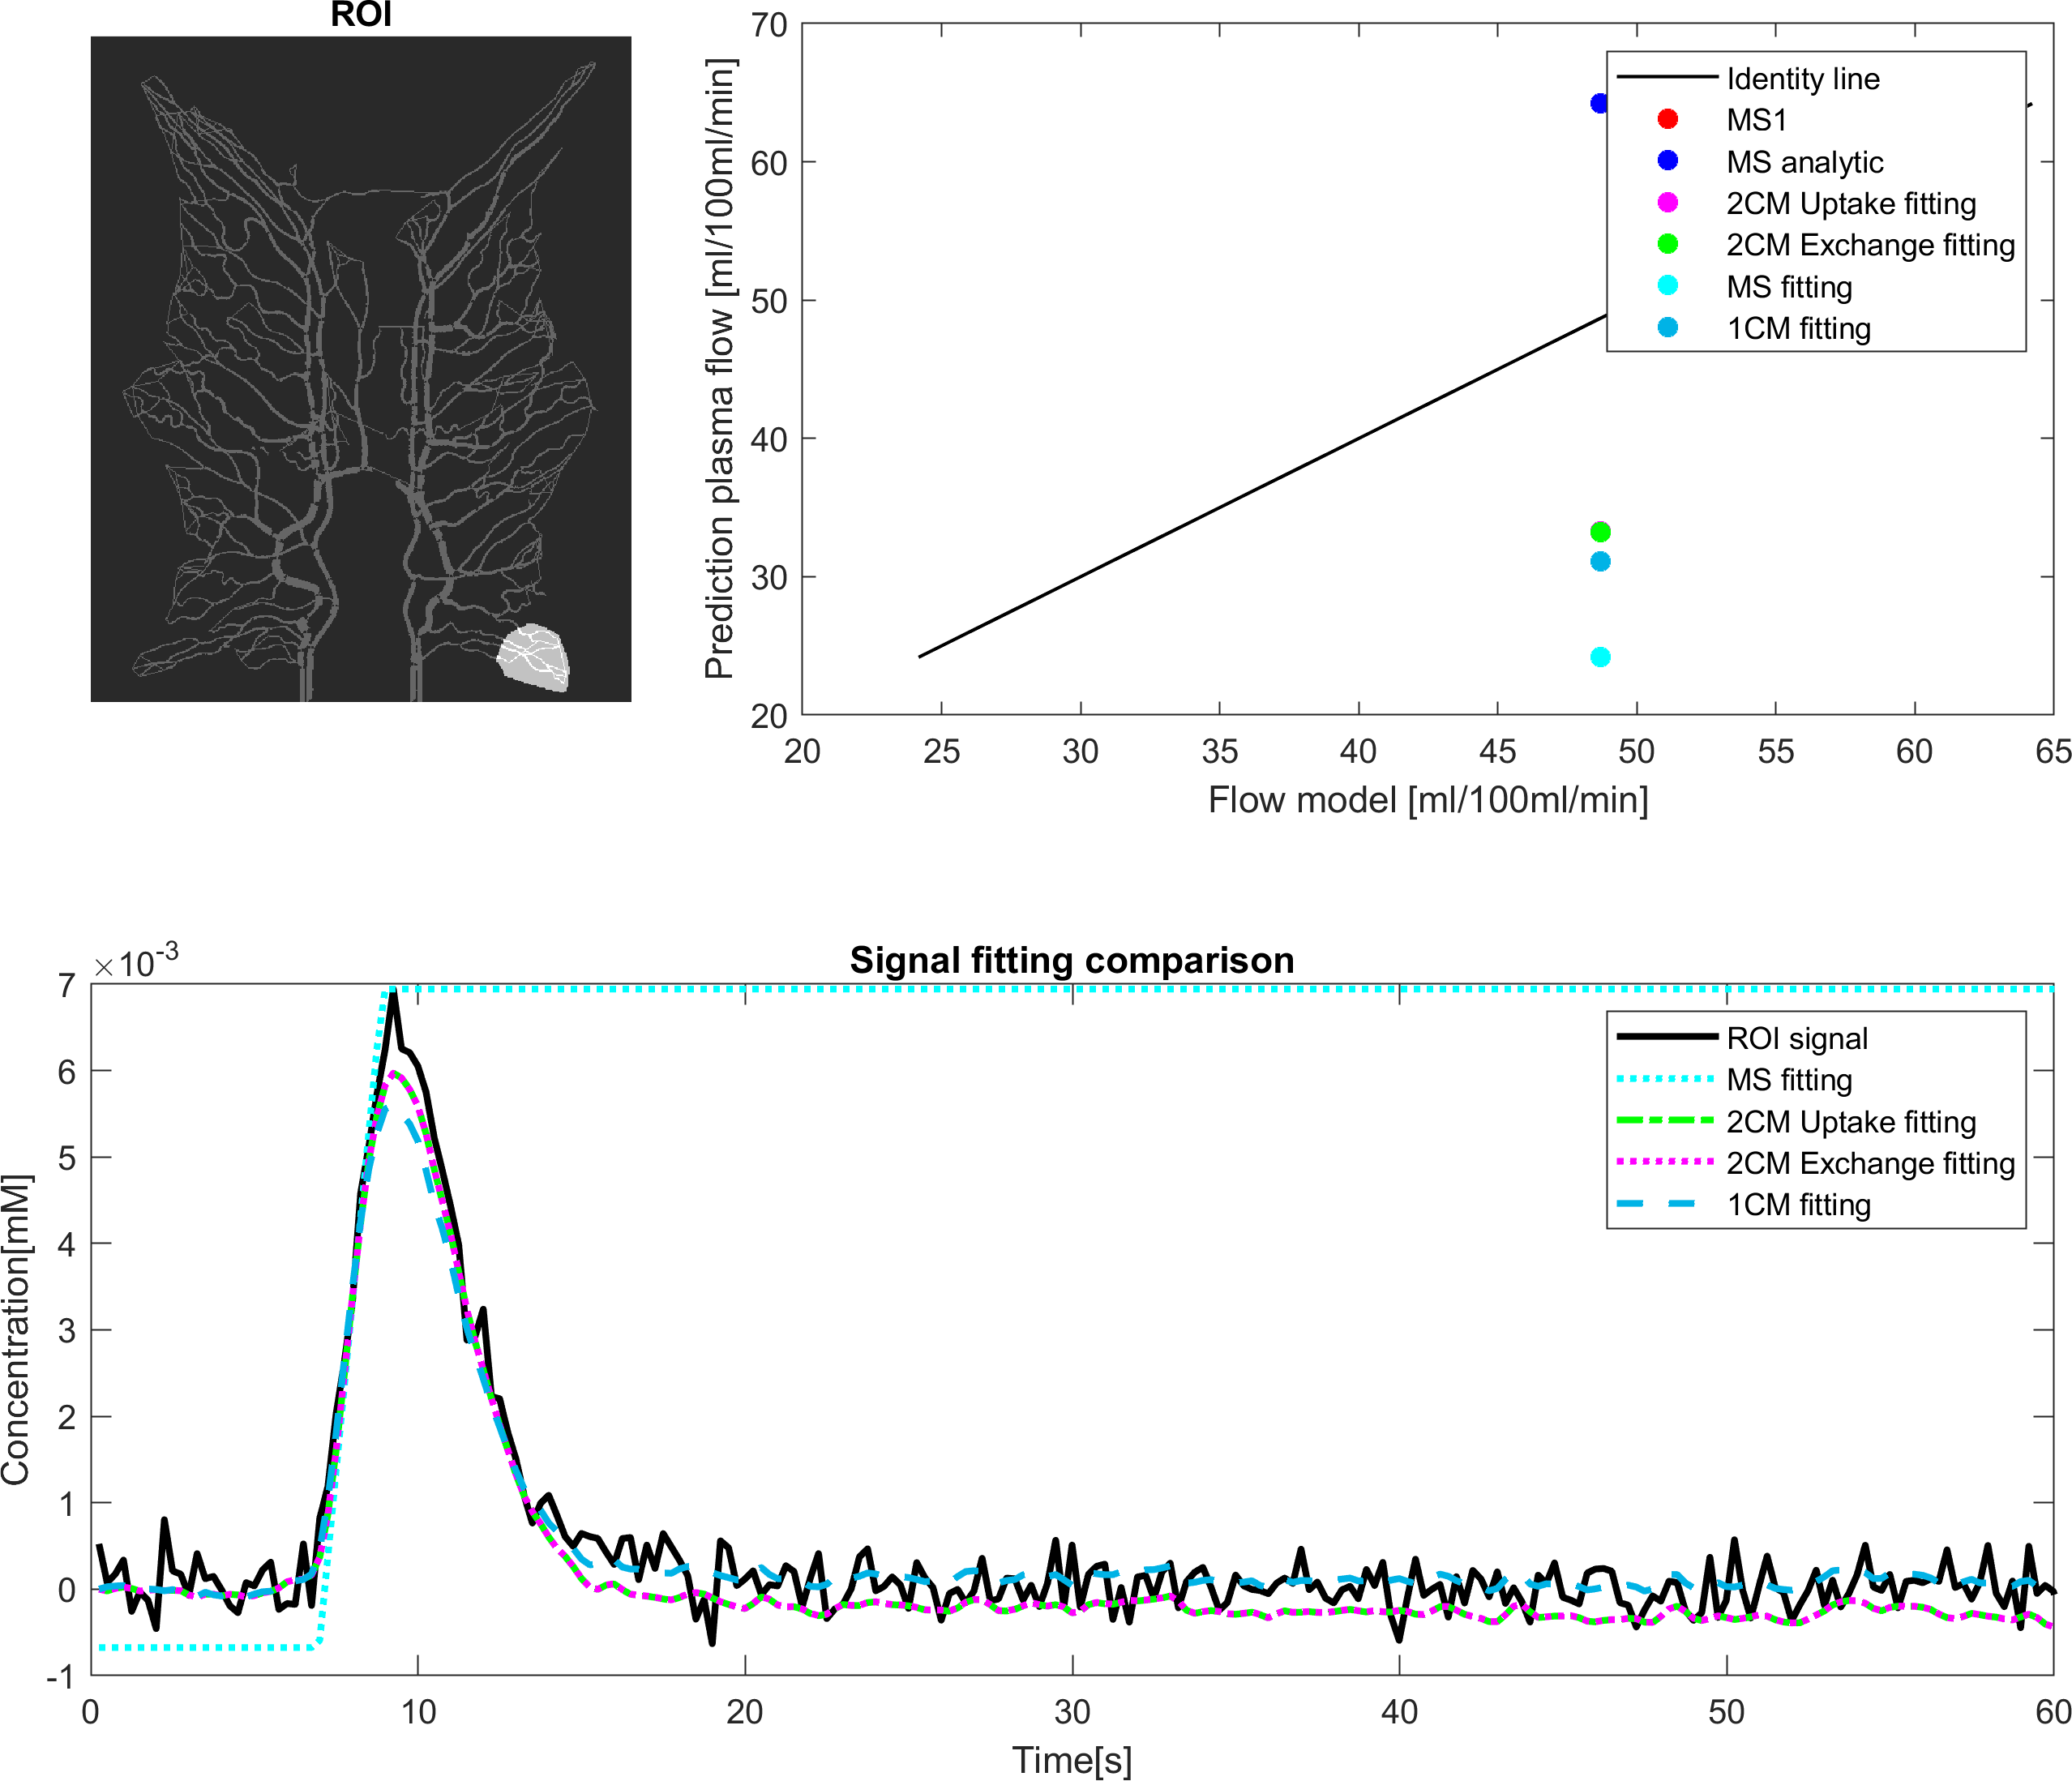 ROI
70
60
50
40
30
20
Prediction plasma flow [ml/100ml/min]
Identity line
MS1
MS analytic
2CM Uptake fitting
2CM Exchange fitting
MS fitting
1CM fitting
20 25 30 35 40 45 50 55 60 65
Flow model [ml/100ml/min]
Signal fitting comparison
×10-3
7
6
5
4
3
2
1
0
-1
Concentration[mM]
ROI signal
MS fitting
2CM Uptake fitting
2CM Exchange fitting
1CM fitting
0 10 20 30 40 50 60
Time[s]